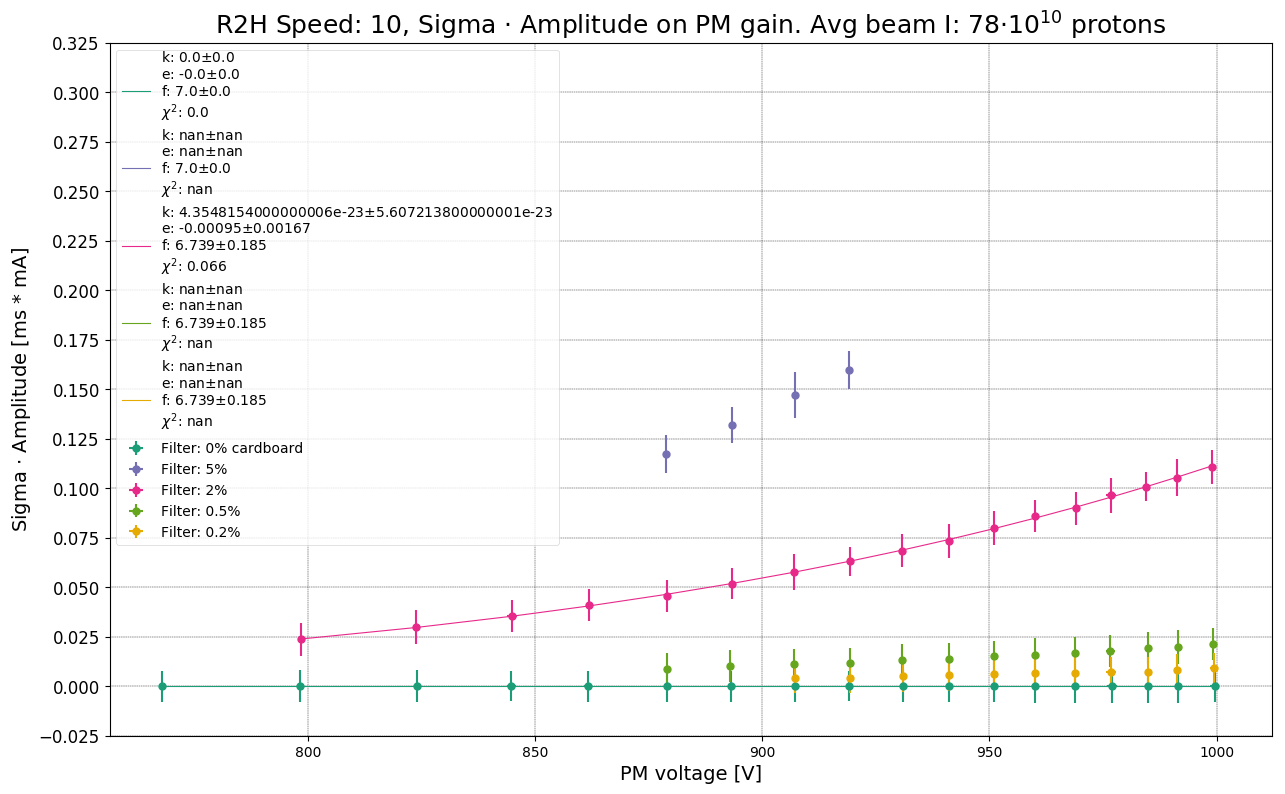 R2H Speed: 10, Sigma · Amplitude on PM gain. Avg beam I: 78·10¹⁰ protons
Sigma · Amplitude [ms * mA]
0.325
0.300
0.275
0.250
0.225
0.200
0.175
0.150
0.125
0.100
0.075
0.050
0.025
0.000
−0.025
k: 0.0±0.0
e: -0.0±0.0
f: 7.0±0.0
χ²: 0.0
k: nan±nan
e: nan±nan
f: 7.0±0.0
χ²: nan
k: 4.3548154000000006e-23±5.607213800000001e-23
e: -0.00095±0.00167
f: 6.739±0.185
χ²: 0.066
k: nan±nan
e: nan±nan
f: 6.739±0.185
χ²: nan
k: nan±nan
e: nan±nan
f: 6.739±0.185
χ²: nan
Filter: 0% cardboard
Filter: 5%
Filter: 2%
Filter: 0.5%
Filter: 0.2%
800
850
900
950
1000
PM voltage [V]